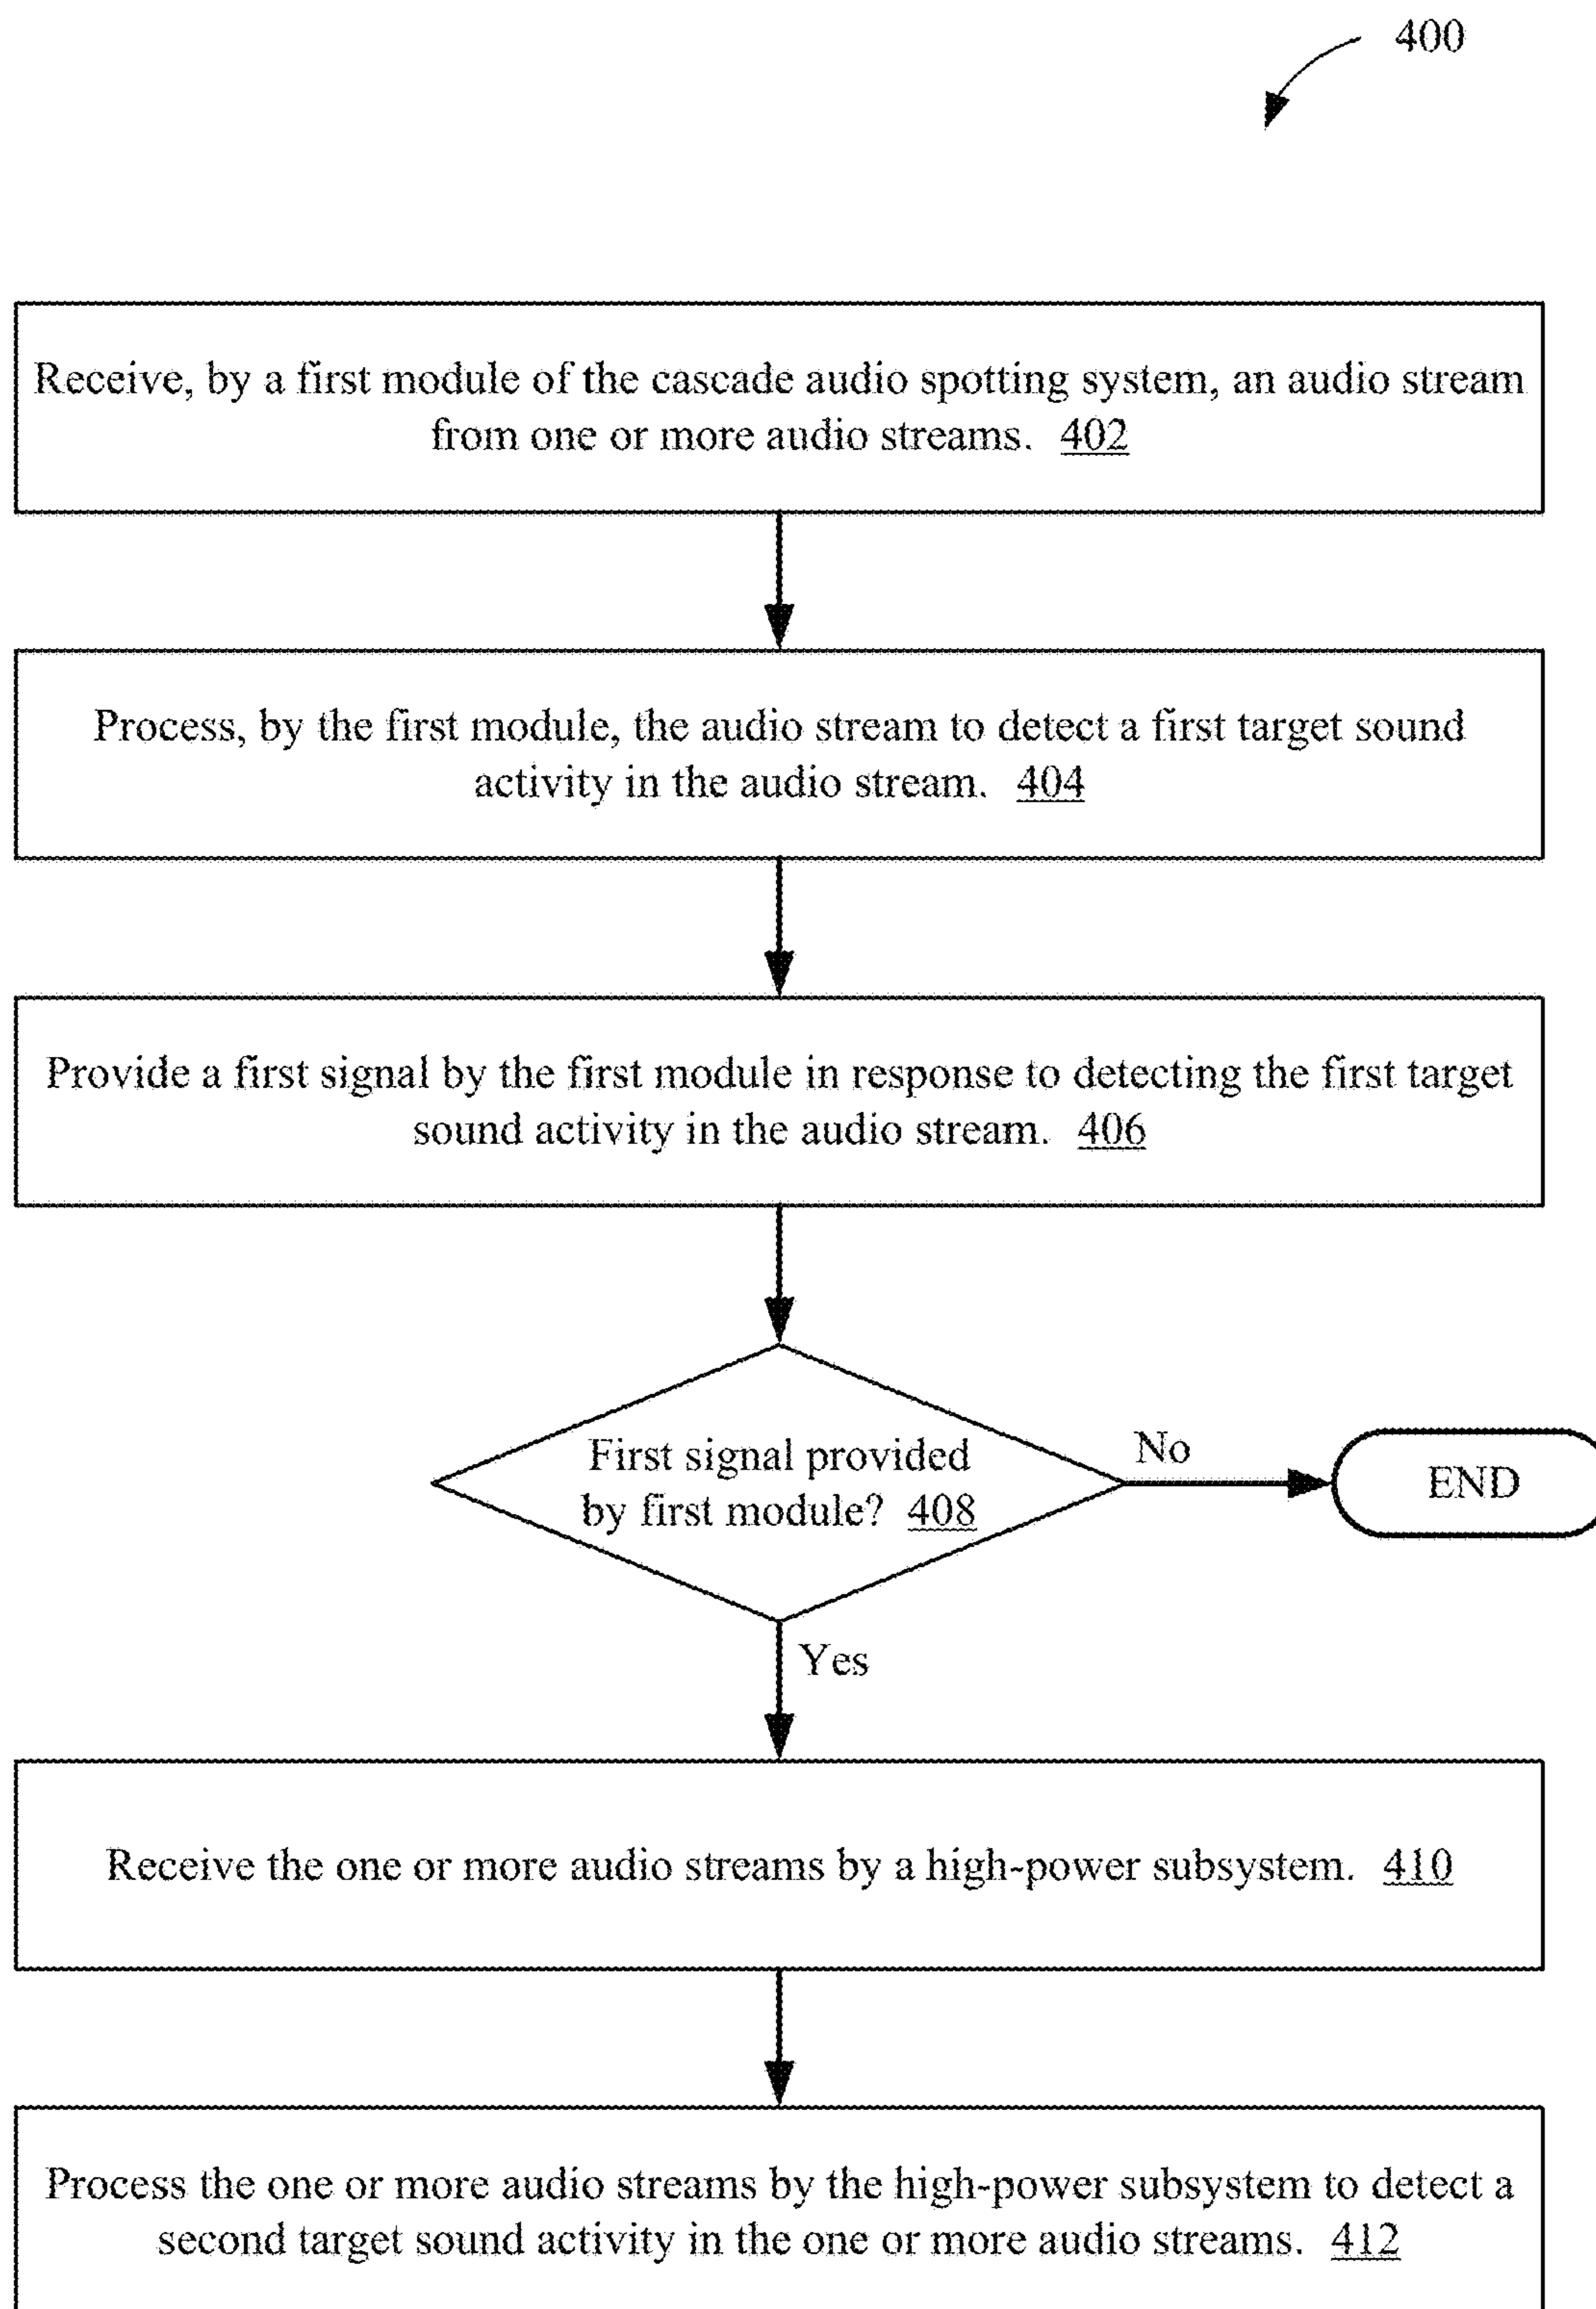 400
Receive, by a first module of the cascade audio spotting system, an audio stream
from one or more audio streams. 402
Process, by the first module, the audio stream to detect a first target sound
activity in the audio stream. 404
Provide a first signal by the first module in response to detecting the first target
sound activity in the audio stream. 406
First signal provided
by first module? 408
No
END
Yes
Receive the one or more audio streams by a high-power subsystem. 410
Process the one or more audio streams by the high-power subsystem to detect a
second target sound activity in the one or more audio streams. 412